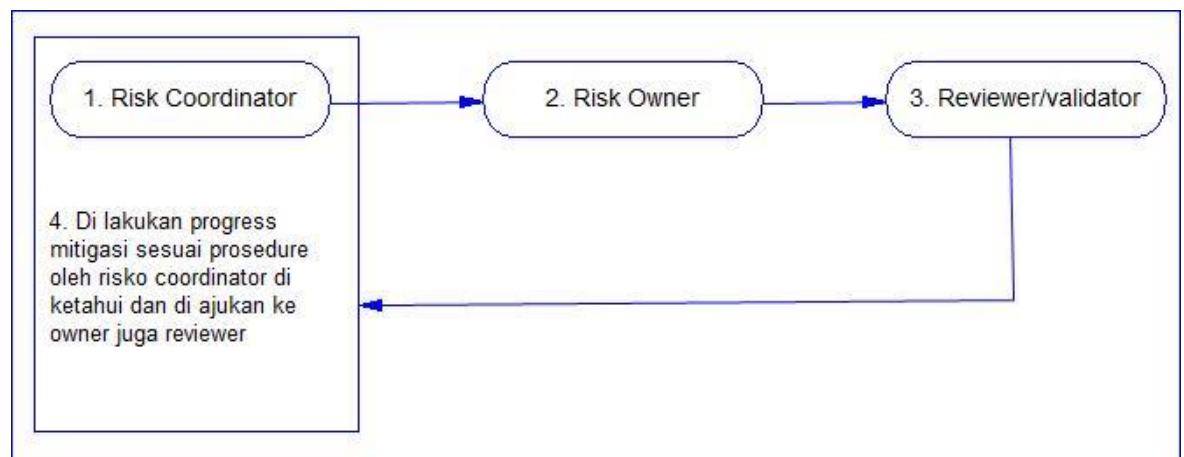 1. Risk Coordinator
2. Risk Owner
3. Reviewer/validator
4. Di lakukan progress
mitigasi sesuai prosedure
oleh risko coordinator di
ketahui dan di ajukan ke
owner juga reviewer